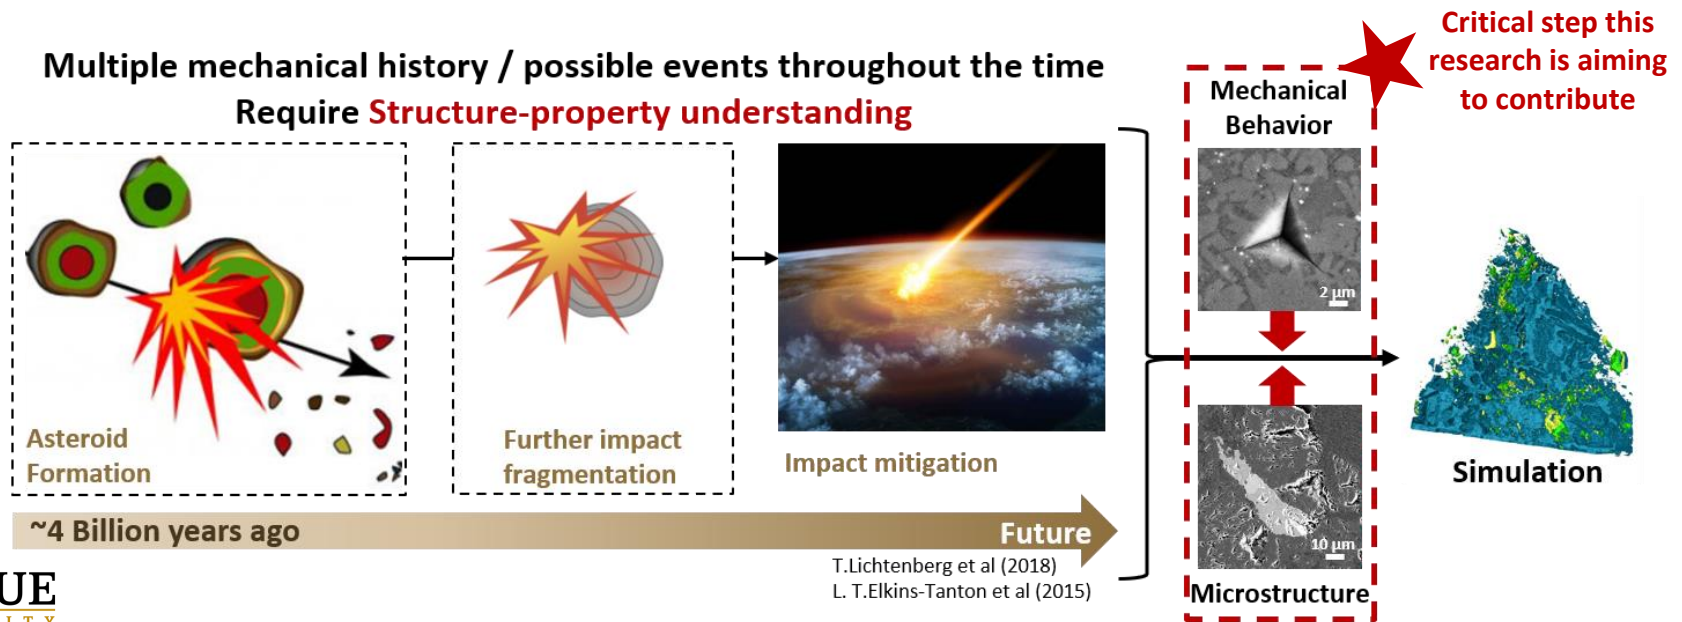 Critical step this
research is aiming
to contribute
Multiple mechanical history / possible events throughout the time
Require Structure-property understanding
Mechanical
Behavior
2 µm
Asteroid
Formation
Further impact
fragmentation
Impact mitigation
10 µm
Microstructure
Simulation
~4 Billion years ago
Future
T.Lichtenberg et al (2018)
L. T.Elkins-Tanton et al (2015)
UE